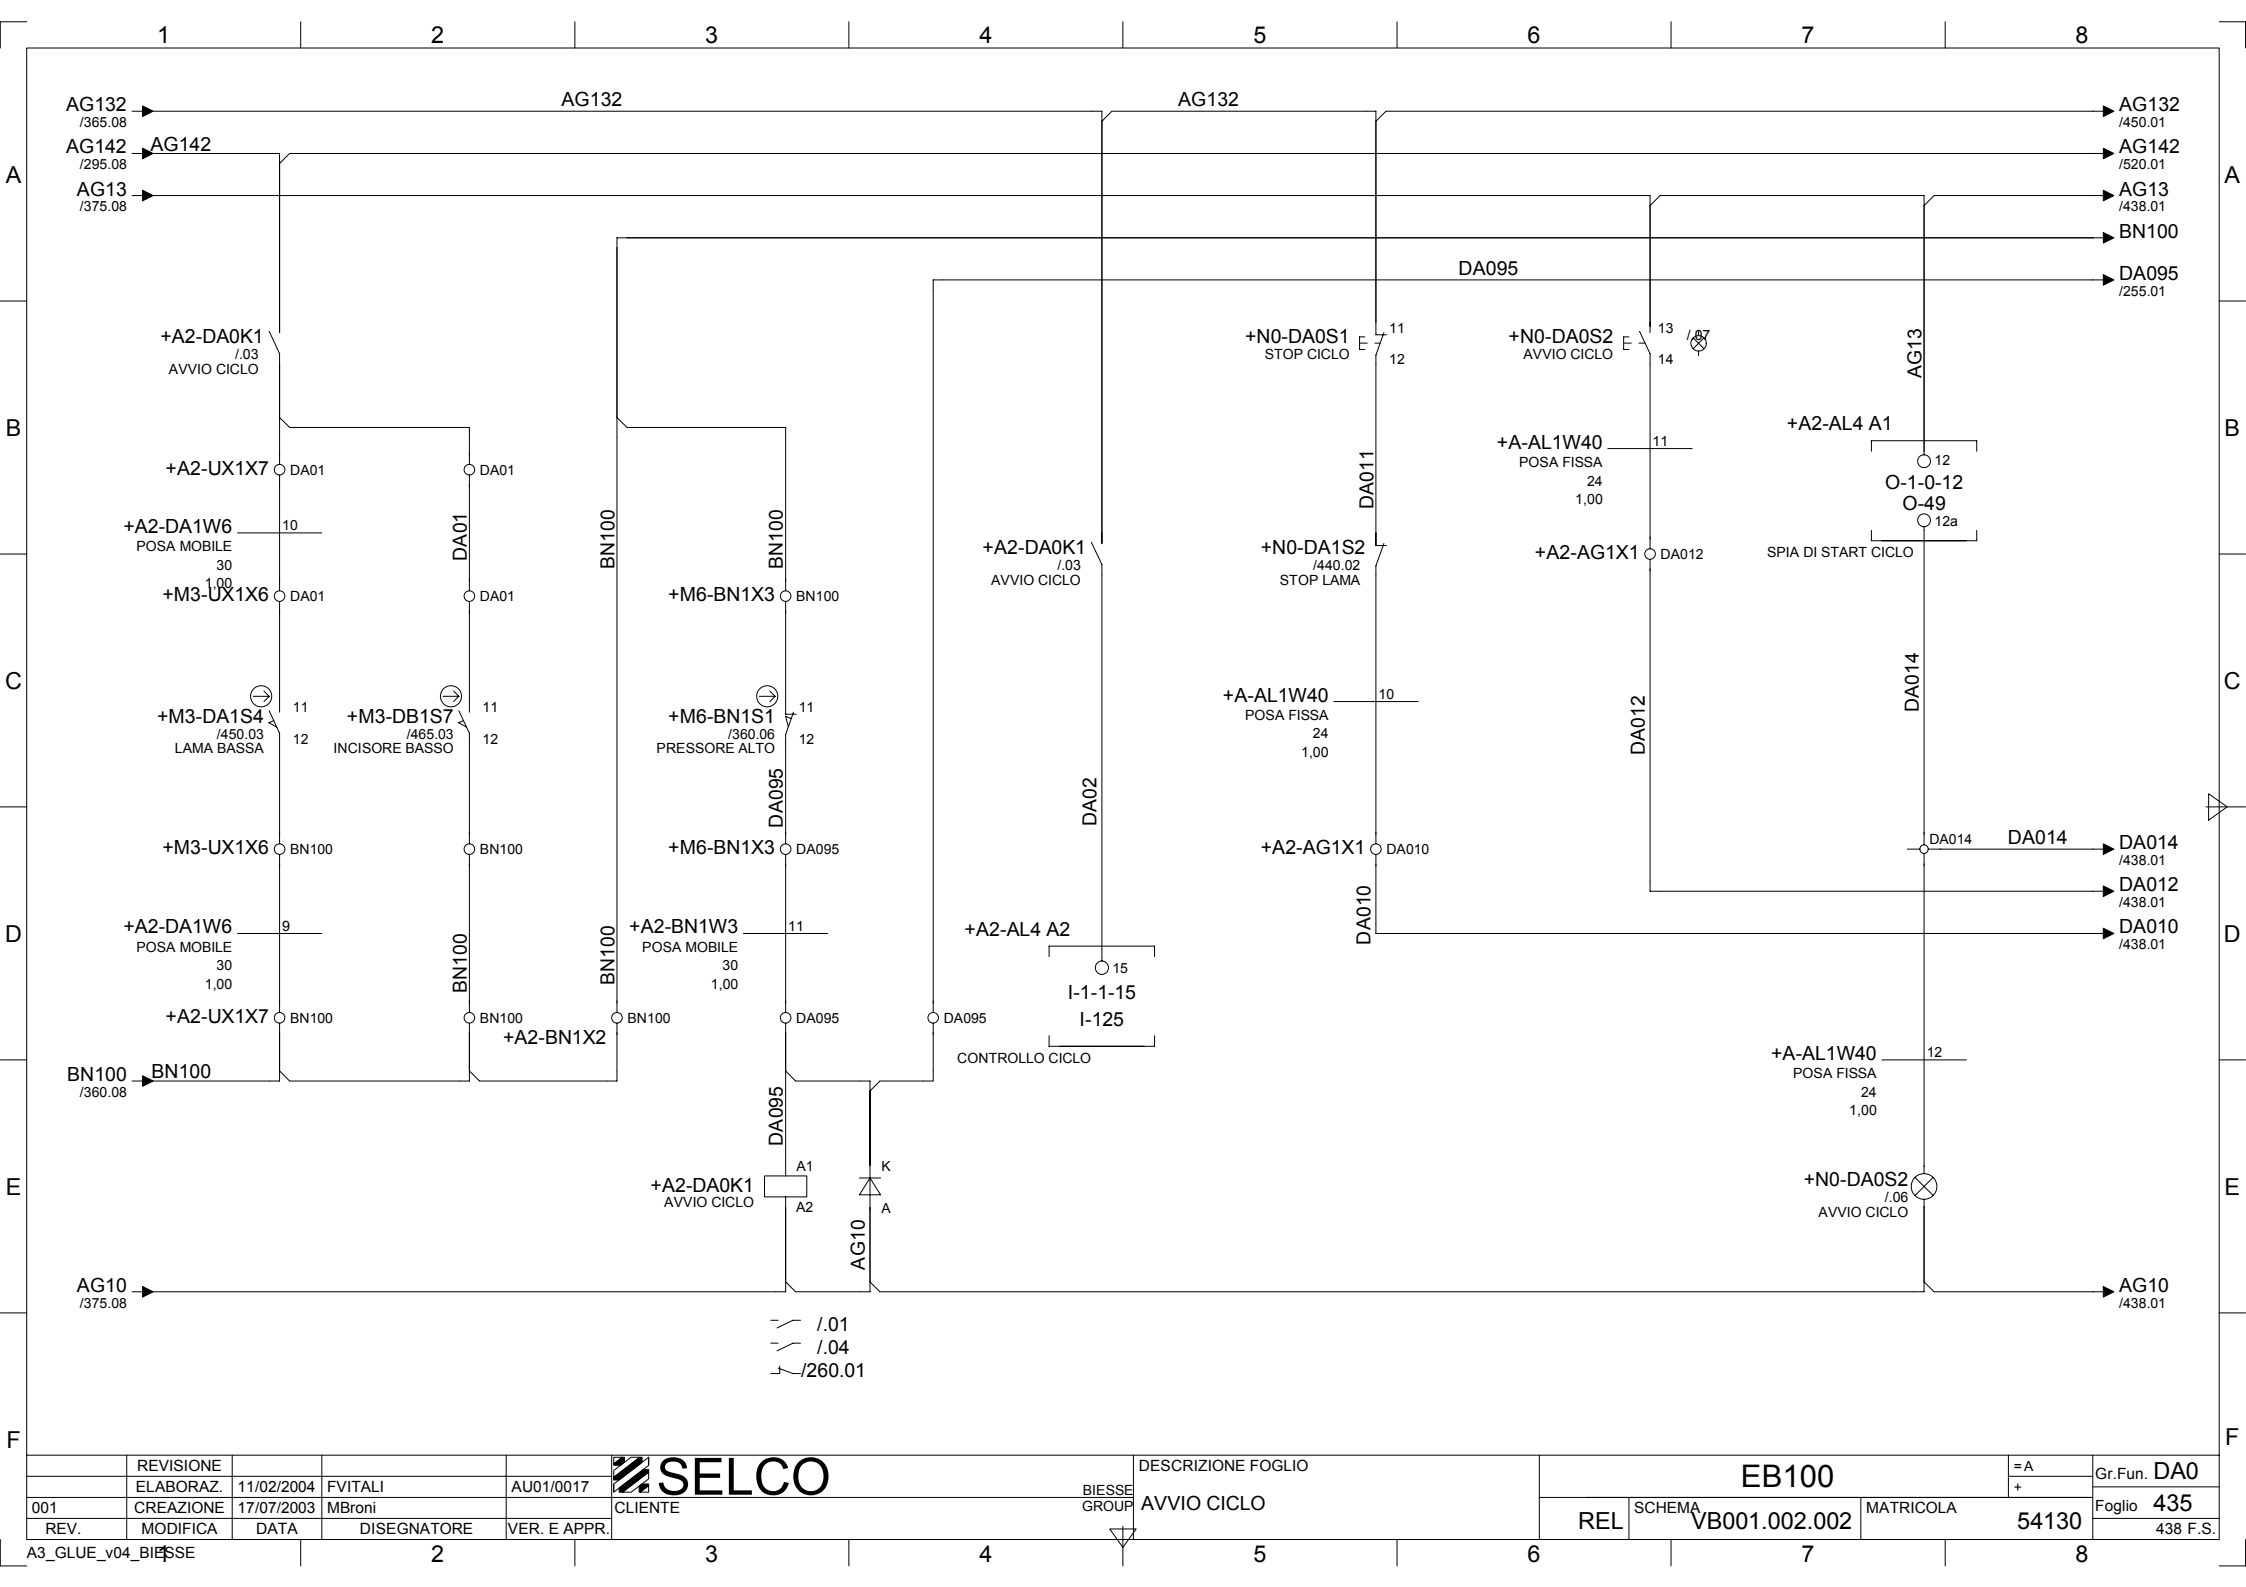 1 2 3 4 5 6 7 8
AG132 AG132 AG132 AG132
/365.08 /450.01
AG142 AG142 AG142
/295.08 /520.01
A A
AG13 AG13
/375.08 /438.01
BN100
DA095 DA095
/255.01
+A2-DA0K1
/.03
AVVIO CICLO
+N0-DA0S1 11
STOP CICLO
12
+N0-DA0S2 13 /.07
AVVIO CICLO
14
AG13
B B
+A2-UX1X7 DA01 DA01
+A-AL1W40 11
POSA FISSA
24
1,00
+A2-AL4 A1
12
O-1-0-12
O-49
12a
SPIA DI START CICLO
+A2-DA1W6 10
POSA MOBILE
30
1,00
DA01
BN100
BN100
DA011
+A2-DA0K1
/.03
AVVIO CICLO
+N0-DA1S2
/440.02
STOP LAMA
+A2-AG1X1 DA012
+M3-UX1X6 DA01 DA01
+M6-BN1X3 BN100
C C
+M3-DA1S4 11
/450.03
LAMA BASSA 12
+M3-DB1S7 11
/465.03
INCISORE BASSO 12
+M6-BN1S1 11
/360.06
PRESSORE ALTO 12
+A-AL1W40 10
POSA FISSA
24
1,00
DA012
DA014
DA095
DA02
+M3-UX1X6 BN100 BN100
+M6-BN1X3 DA095
+A2-AG1X1 DA010
DA014 DA014 DA014
/438.01
DA012
/438.01
D D
DA010 DA010
/438.01
+A2-DA1W6 9
POSA MOBILE
30
1,00
BN100
BN100
+A2-BN1W3 11
POSA MOBILE
30
1,00
+A2-AL4 A2
15
I-1-1-15
I-125
CONTROLLO CICLO
+A2-UX1X7 BN100 BN100
+A2-BN1X2 BN100 DA095 DA095
+A-AL1W40 12
POSA FISSA
24
1,00
BN100 BN100
/360.08
DA095
E E
+A2-DA0K1 A1
AVVIO CICLO A2
K
A
AG10
+N0-DA0S2
/.06
AVVIO CICLO
AG10 AG10
/375.08 /438.01
/.01
/.04
/260.01
F F
REVISIONE
ELABORAZ. 11/02/2004 FVITALI AU01/0017
001 CREAZIONE 17/07/2003 MBroni
REV. MODIFICA DATA DISEGNATORE VER. E APPR.
SELCO
CLIENTE
BIESSE
GROUP
DESCRIZIONE FOGLIO
AVVIO CICLO
EB100
REL SCHEMA VB001.002.002 MATRICOLA 54130
=A
+
Gr.Fun. DA0
Foglio 435
438 F.S.
A3_GLUE_v04_BIESSE
1 2 3 4 5 6 7 8